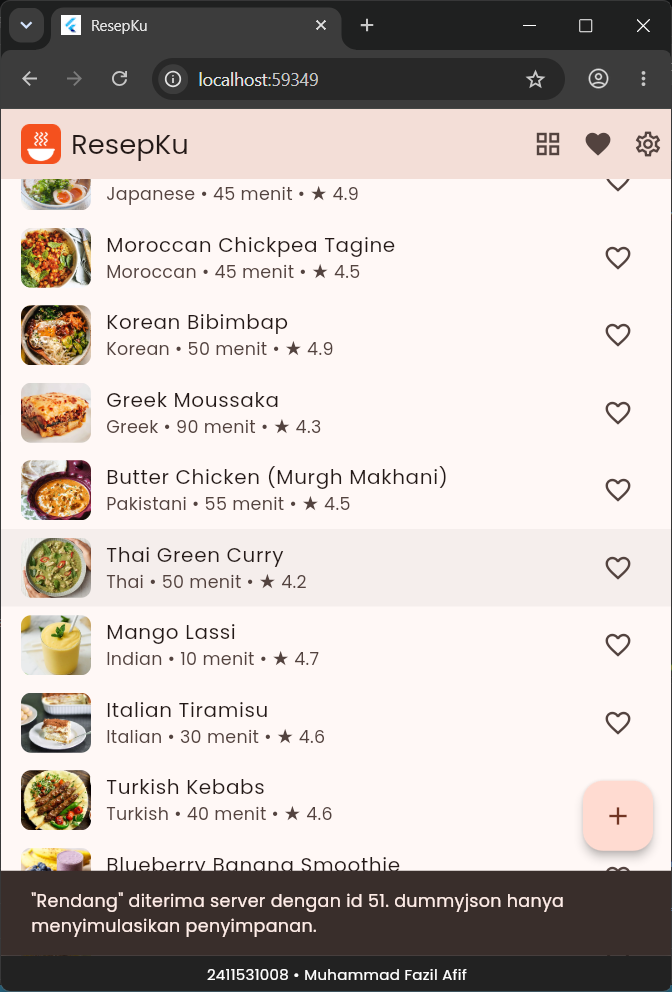 ResepKu
localhost:59349
ResepKu
Japanese • 45 menit • ★ 4.9
Moroccan Chickpea Tagine
Moroccan • 45 menit • ★ 4.5
Korean Bibimbap
Korean • 50 menit • ★ 4.9
Greek Moussaka
Greek • 90 menit • ★ 4.3
Butter Chicken (Murgh Makhani)
Pakistani • 55 menit • ★ 4.5
Thai Green Curry
Thai • 50 menit • ★ 4.2
Mango Lassi
Indian • 10 menit • ★ 4.7
Italian Tiramisu
Italian • 30 menit • ★ 4.6
Turkish Kebabs
Turkish • 40 menit • ★ 4.6
Blueberry Banana Smoothie
"Rendang" diterima server dengan id 51. dummyjson hanya
menyimulasikan penyimpanan.
2411531008 • Muhammad Fazil Afif